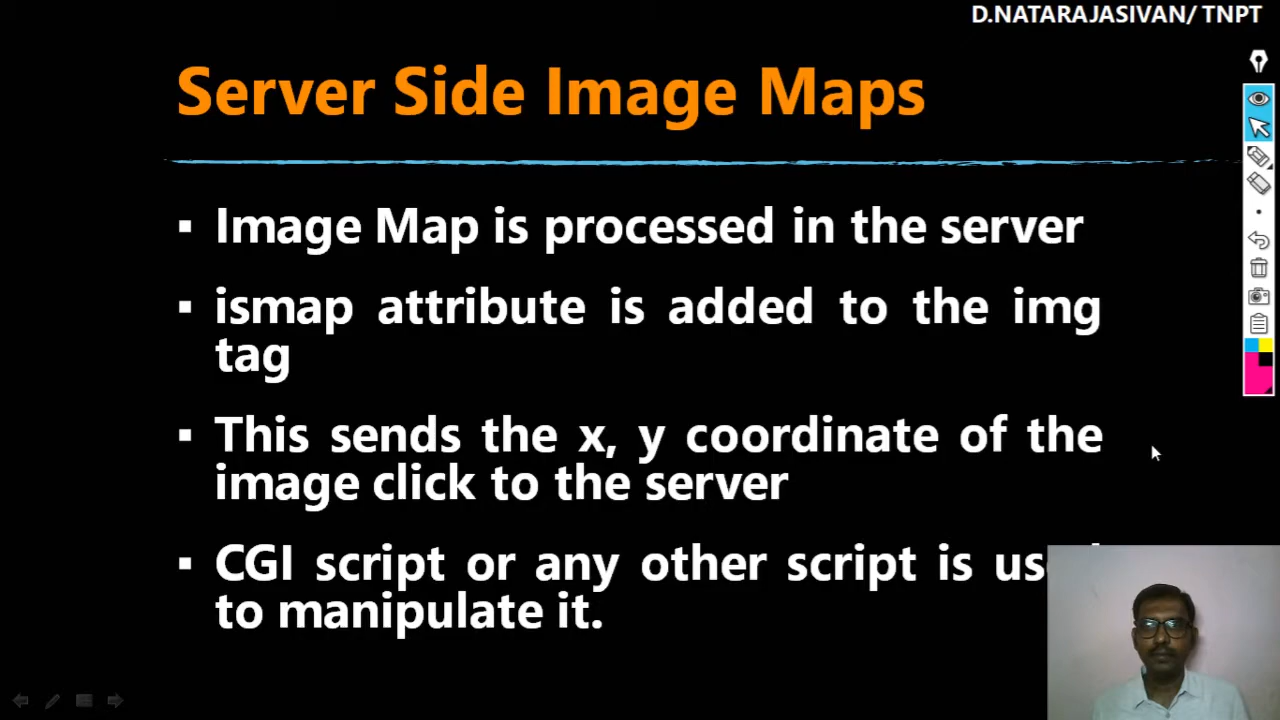 D.NATARAJASIVAN/ TNPT
Server Side Image Maps
▪ Image Map is processed in the server
▪ ismap attribute is added to the img
tag
▪ This sends the x, y coordinate of the
image click to the server
▪ CGI script or any other script is
to manipulate it.